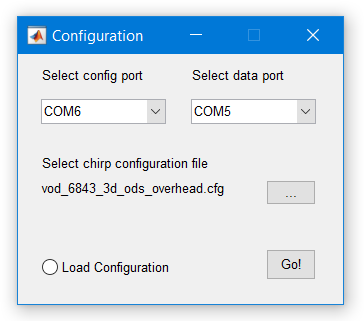 Configuration
Select config port Select data port
COM6 COM5
Select chirp configuration file
vod_6843_3d_ods_overhead.cfg ...
Load Configuration Go!